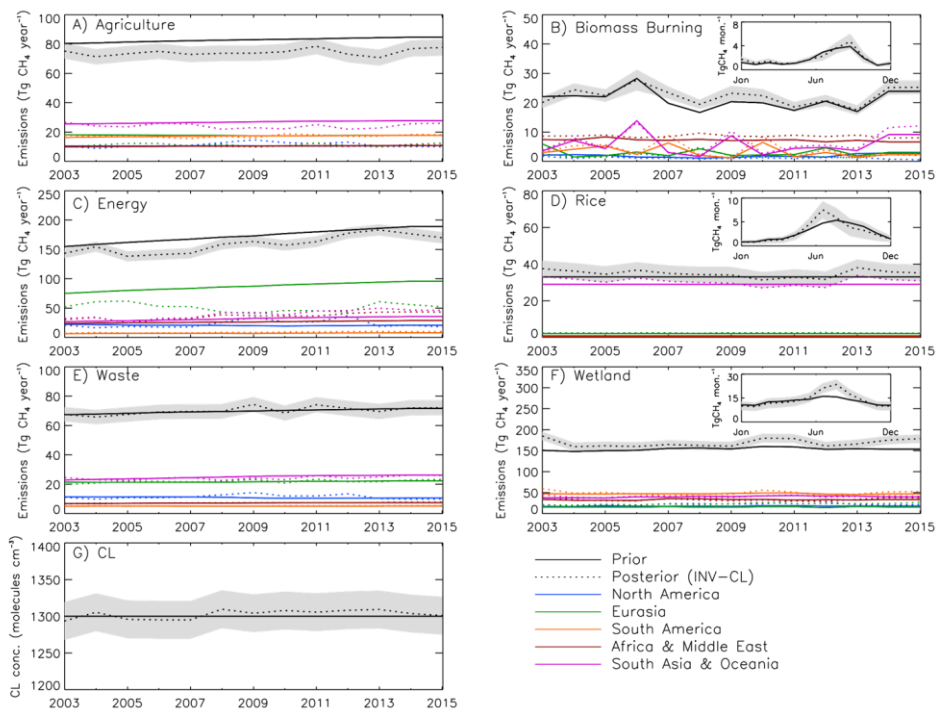 A) Agriculture
Emissions (Tg CH₄ year⁻¹)
100
80
60
40
20
0
2003 2005 2007 2009 2011 2013 2015
B) Biomass Burning
Emissions (Tg CH₄ year⁻¹)
50
40
30
20
10
0
2003 2005 2007 2009 2011 2013 2015
TgCH₄ mon.⁻¹
8
4
0
Jan Jun Dec
C) Energy
Emissions (Tg CH₄ year⁻¹)
250
200
150
100
50
0
2003 2005 2007 2009 2011 2013 2015
D) Rice
Emissions (Tg CH₄ year⁻¹)
80
60
40
20
0
2003 2005 2007 2009 2011 2013 2015
TgCH₄ mon.⁻¹
10
5
0
Jan Jun Dec
E) Waste
Emissions (Tg CH₄ year⁻¹)
100
80
60
40
20
0
2003 2005 2007 2009 2011 2013 2015
F) Wetland
Emissions (Tg CH₄ year⁻¹)
350
300
250
200
150
100
50
0
2003 2005 2007 2009 2011 2013 2015
TgCH₄ mon.⁻¹
30
15
0
Jan Jun Dec
G) CL
CL conc. (molecules cm⁻³)
1400
1350
1300
1250
1200
2003 2005 2007 2009 2011 2013 2015
Prior
Posterior (INV-CL)
North America
Eurasia
South America
Africa & Middle East
South Asia & Oceania